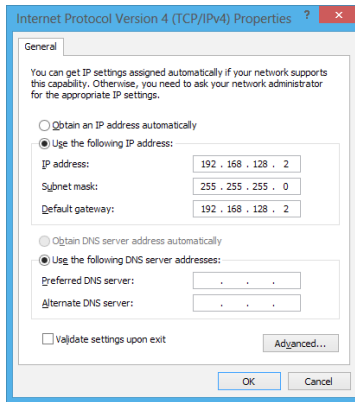 Internet Protocol Version 4 (TCP/IPv4) Properties ? ×
General
You can get IP settings assigned automatically if your network supports
this capability. Otherwise, you need to ask your network administrator
for the appropriate IP settings.
Obtain an IP address automatically
Use the following IP address:
IP address: 192 . 168 . 128 . 2
Subnet mask: 255 . 255 . 255 . 0
Default gateway: 192 . 168 . 128 . 2
Obtain DNS server address automatically
Use the following DNS server addresses:
Preferred DNS server: . . .
Alternate DNS server: . . .
Validate settings upon exit
Advanced...
OK Cancel